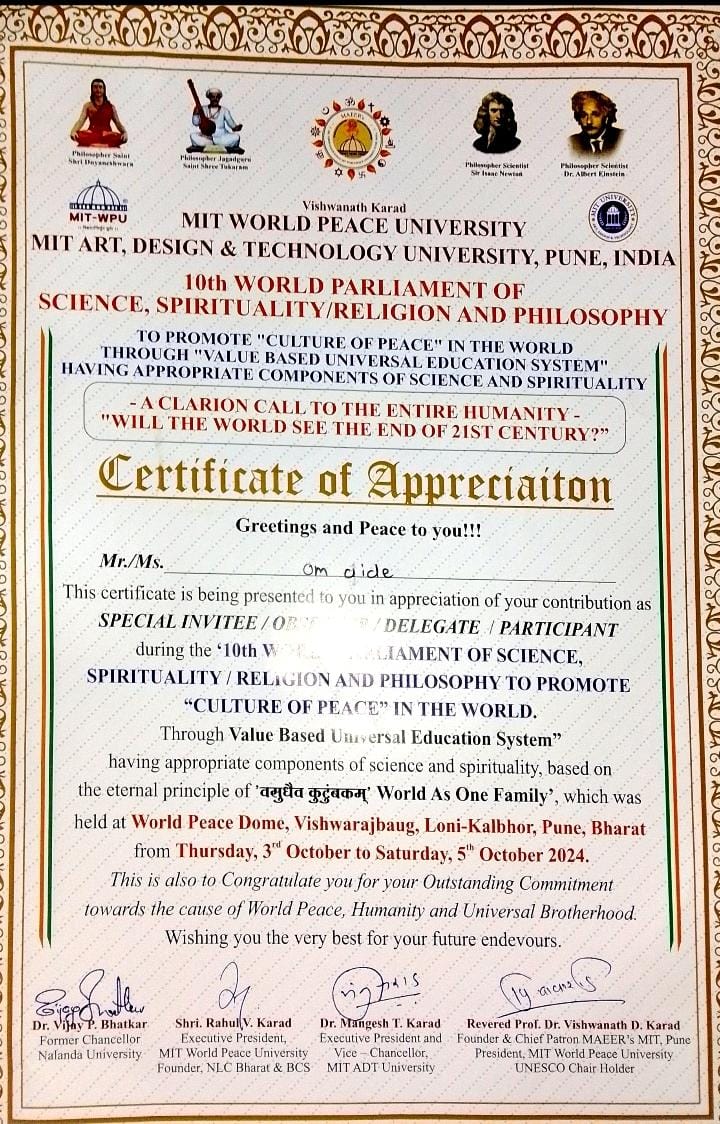 Philosopher Saint
Shri Dnyaneshwara
Philosopher Jagadguru
Saint Shree Tukaram
MAEER's
Philosopher Scientist
Sir Isaac Newton
Philosopher Scientist
Dr. Albert Einstein
MIT-WPU
MIT UNIVERSITY
Vishwanath Karad
MIT WORLD PEACE UNIVERSITY
MIT ART, DESIGN & TECHNOLOGY UNIVERSITY, PUNE, INDIA
10th WORLD PARLIAMENT OF
SCIENCE, SPIRITUALITY/RELIGION AND PHILOSOPHY
TO PROMOTE "CULTURE OF PEACE" IN THE WORLD
THROUGH "VALUE BASED UNIVERSAL EDUCATION SYSTEM"
HAVING APPROPRIATE COMPONENTS OF SCIENCE AND SPIRITUALITY
- A CLARION CALL TO THE ENTIRE HUMANITY -
"WILL THE WORLD SEE THE END OF 21ST CENTURY?”
Certificate of Appreciaiton
Greetings and Peace to you!!!
Mr./Ms. Om gide
This certificate is being presented to you in appreciation of your contribution as
SPECIAL INVITEE / / DELEGATE / PARTICIPANT
during the ‘10th OF SCIENCE,
SPIRITUALITY / RELIGION AND PHILOSOPHY TO PROMOTE
“CULTURE OF PEACE” IN THE WORLD.
Through Value Based Universal Education System”
having appropriate components of science and spirituality, based on
the eternal principle of 'वसुधैव कुटुंबकम्' World As One Family’, which was
held at World Peace Dome, Vishwarajbaug, Loni-Kalbhor, Pune, Bharat
from Thursday, 3rd October to Saturday, 5th October 2024.
This is also to Congratulate you for your Outstanding Commitment
towards the cause of World Peace, Humanity and Universal Brotherhood.
Wishing you the very best for your future endevours.
Dr. Vijay P. Bhatkar
Former Chancellor
Nalanda University
Shri. Rahul V. Karad
Executive President,
MIT World Peace University
Founder, NLC Bharat & BCS
Dr. Mangesh T. Karad
Executive President and
Vice – Chancellor,
MIT ADT University
Revered Prof. Dr. Vishwanath D. Karad
Founder & Chief Patron MAEER’s MIT, Pune
President, MIT World Peace University
UNESCO Chair Holder